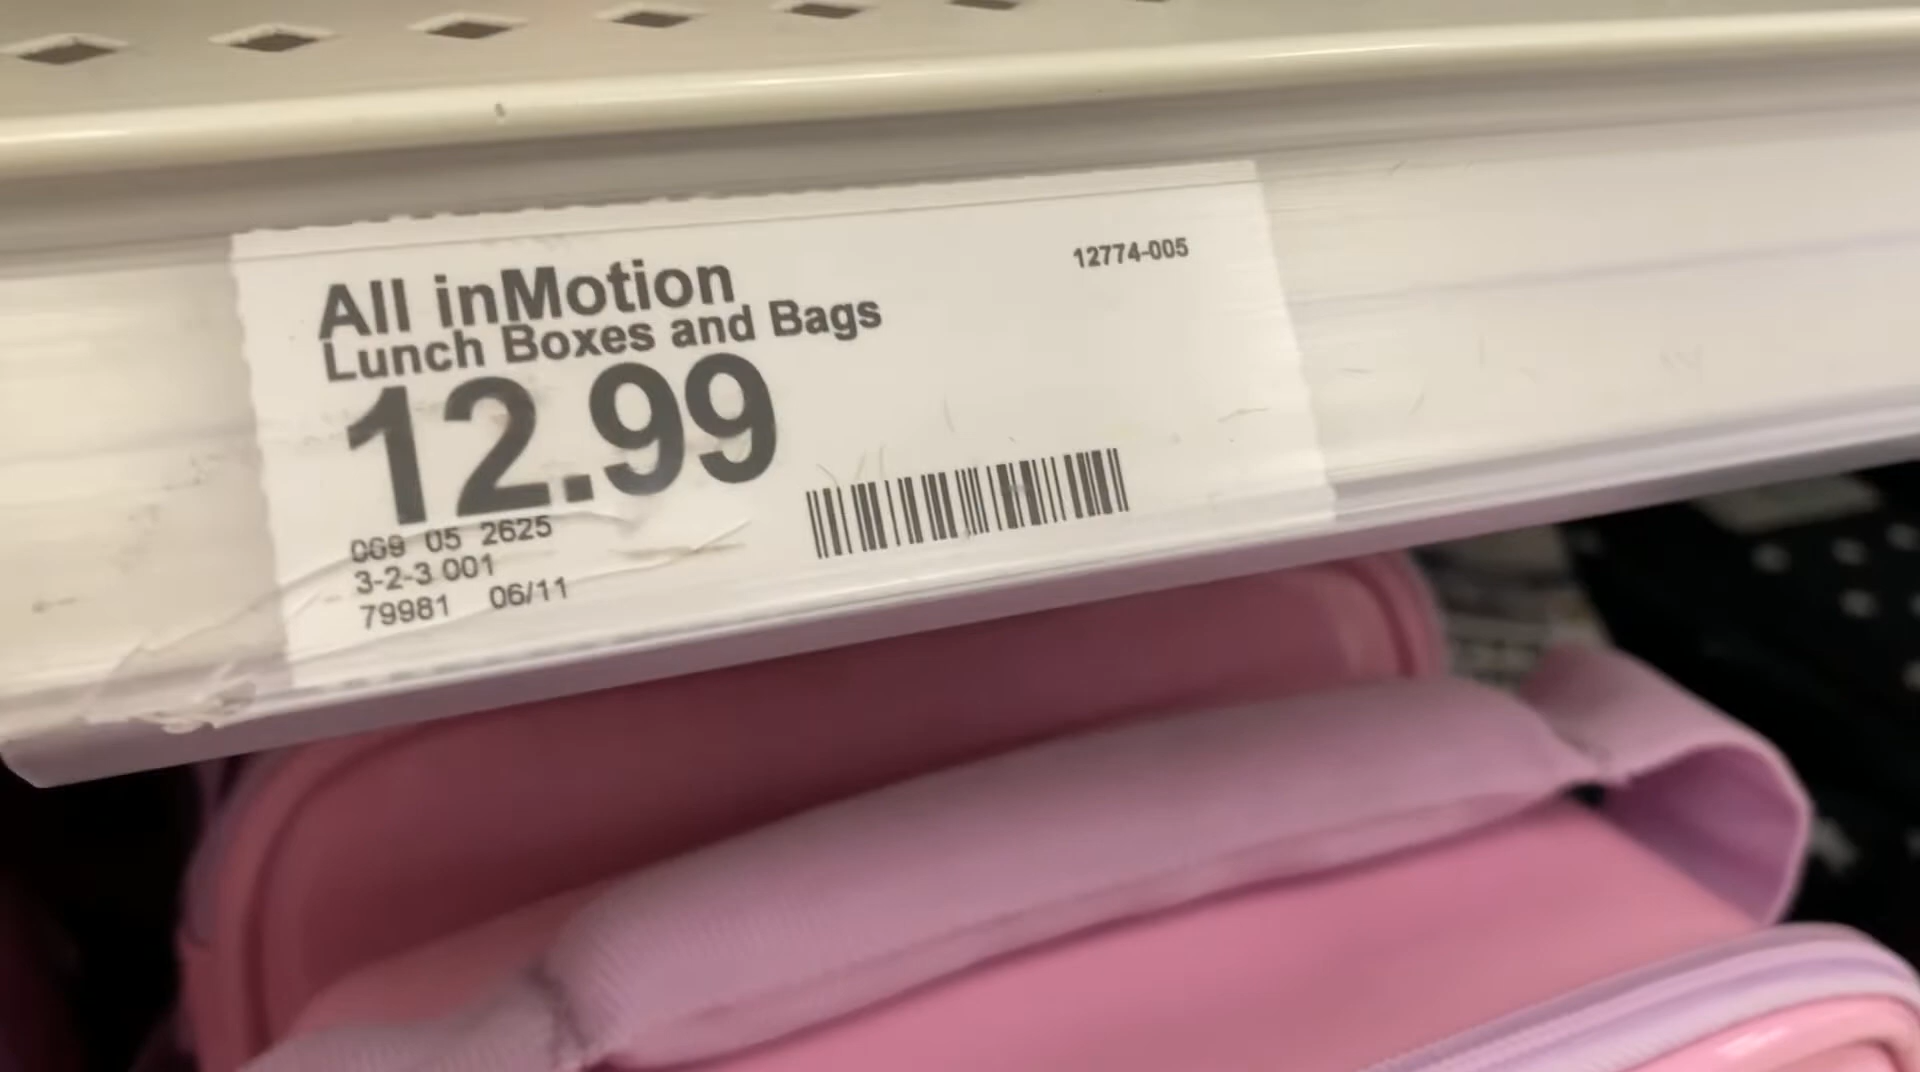 All inMotion
12774-005
Lunch Boxes and Bags
12.99
069 05 2625
3-2-3 001
79981 06/11